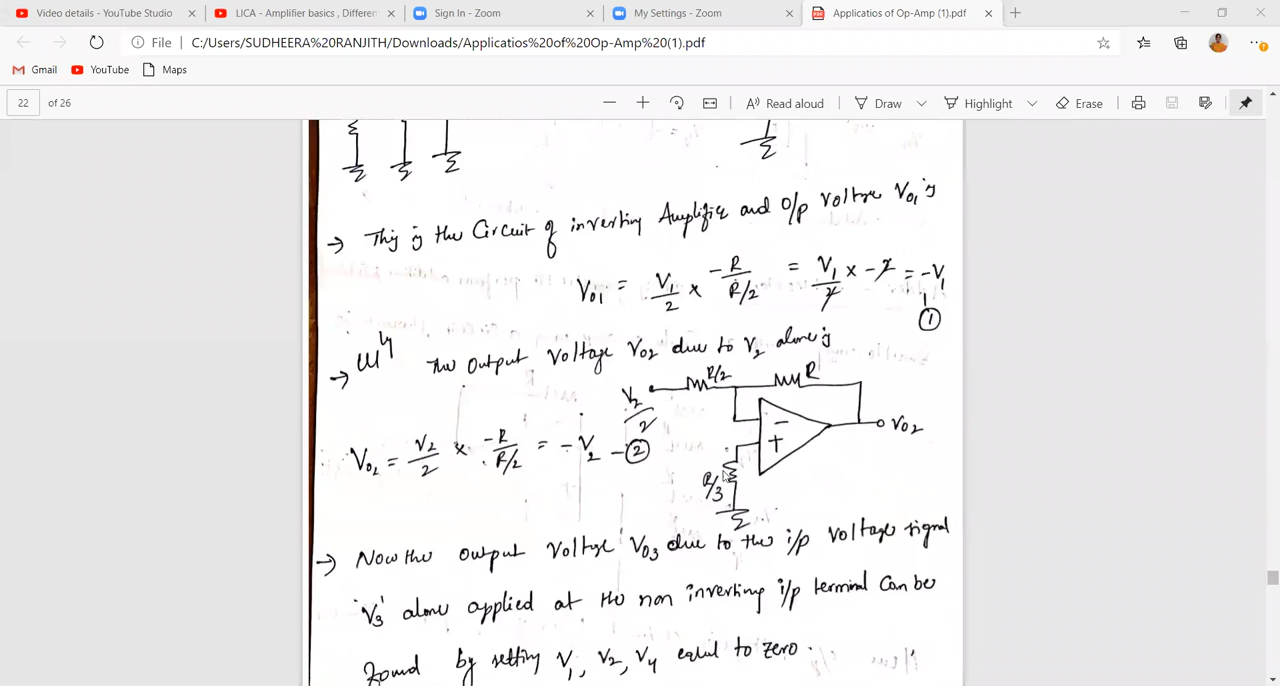 Video details - YouTube Studio
LICA - Amplifier basics , Differen
Sign In - Zoom
My Settings - Zoom
Applicatios of Op-Amp (1).pdf
File
C:/Users/SUDHEERA%20RANJITH/Downloads/Applicatios%20of%20Op-Amp%20(1).pdf
Gmail YouTube Maps
22 of 26
Read aloud Draw Highlight Erase
→ This is the Circuit of inverting Amplifier and O/p voltage Vo1 is
Vo1 = V1/2 × -R/R/2 = V1/2 × -2 = -V1
①
→ lllly The output voltage Vo2 due to V2 alone is
R/2 R
V2/2
- Vo2
+
Vo2 = V2/2 × -R/R/2 = -V2 - ②
R/3
→ Now the output voltage Vo3 due to the i/p voltage signal
'V3' alone applied at the non inverting i/p terminal can be
found by setting V1, V2, V4 equal to zero.